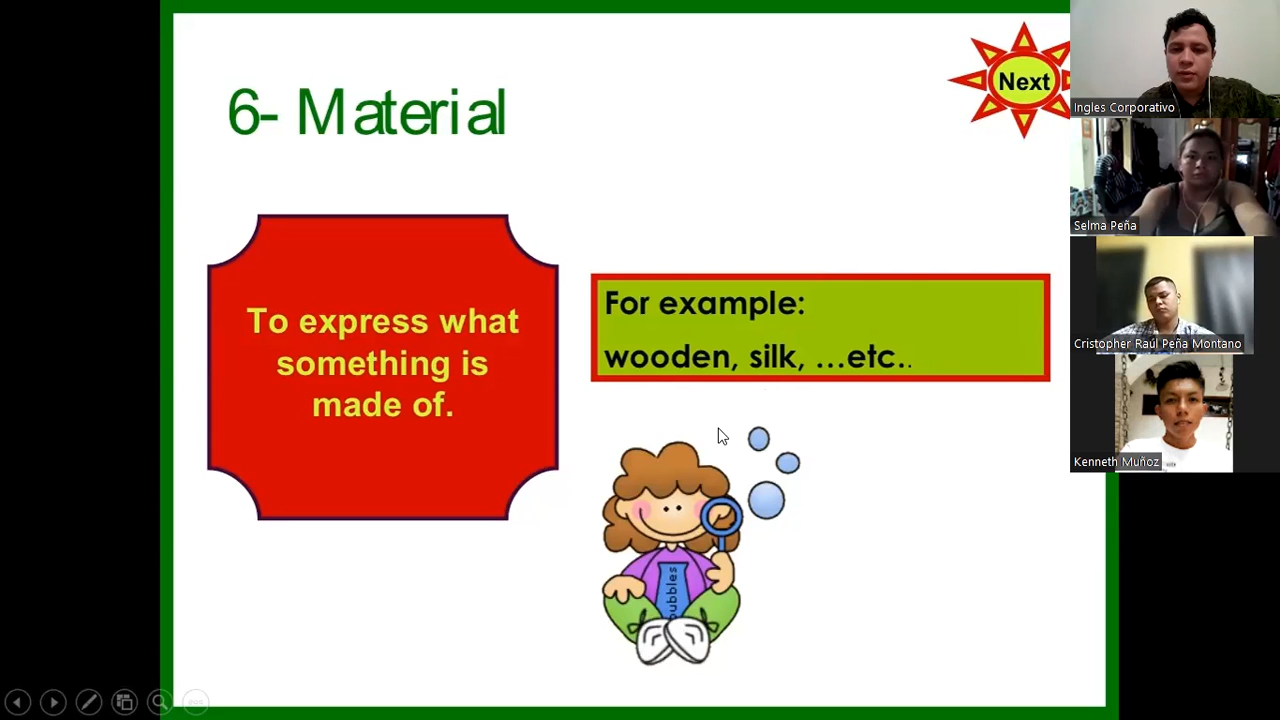 6- Material
Next
To express what
something is
made of.
For example:
wooden, silk, ...etc..
bubbles
Ingles Corporativo
Selma Peña
Cristopher Raúl Peña Montano
Kenneth Muñoz